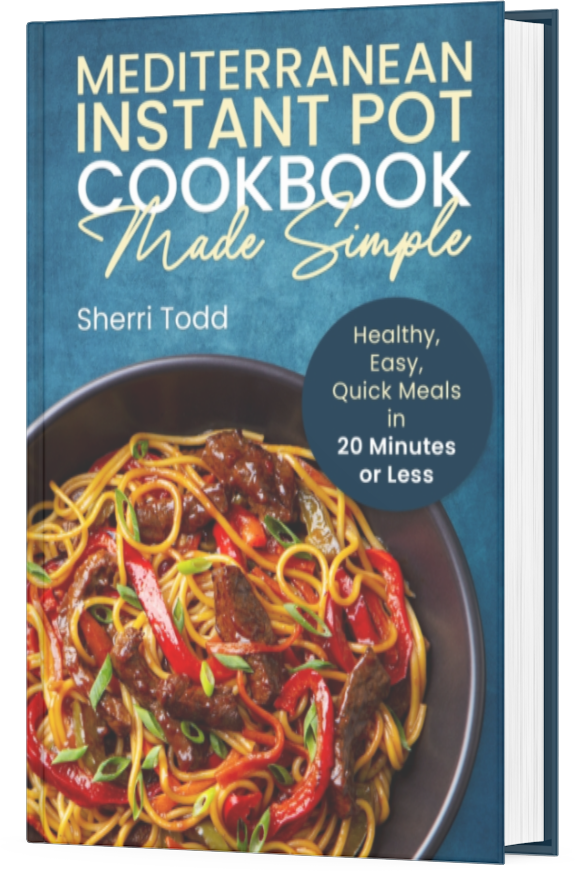 MEDITERRANEAN
INSTANT POT
COOKBOOK
Made Simple
Sherri Todd
Healthy,
Easy,
Quick Meals
in
20 Minutes
or Less